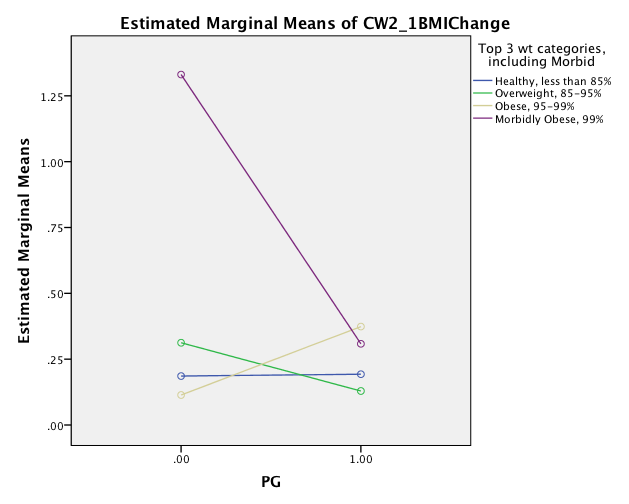 Estimated Marginal Means of CW2_1BMIChange
Top 3 wt categories,
including Morbid
Healthy, less than 85%
Overweight, 85-95%
Obese, 95-99%
Morbidly Obese, 99%
Estimated Marginal Means
1.25
1.00
.75
.50
.25
.00
.00
1.00
PG